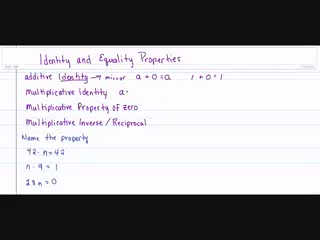 Identity and Equality Properties
additive Identity → mirror a + 0 = a 1 + 0 = 1
Multiplicative Identity a·
Multiplicative Property of zero
Multiplicative Inverse / Reciprocal
Name the property
42 · n = 42
n · 9 = 1
28n = 0